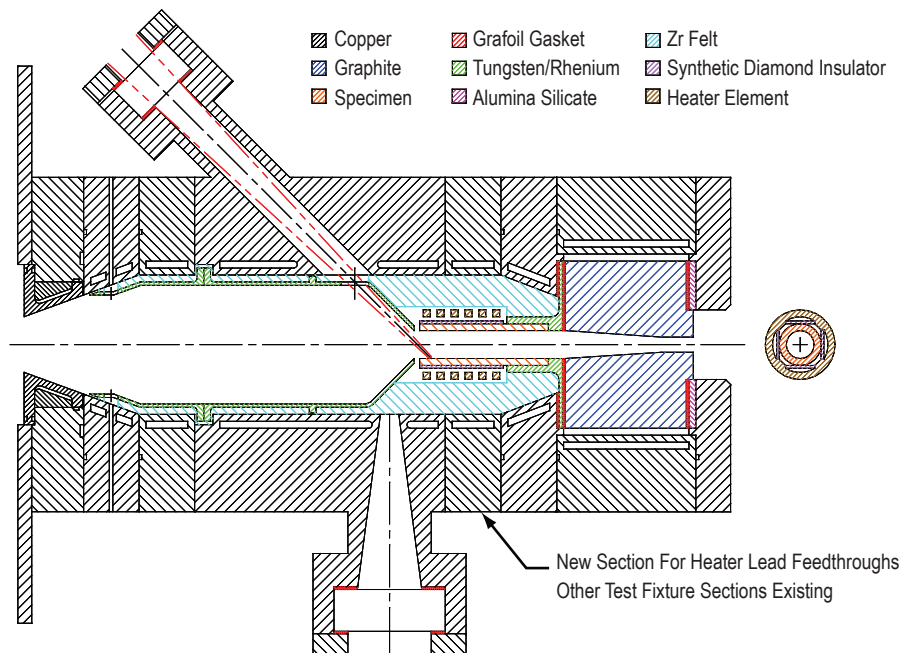 Copper
Grafoil Gasket
Zr Felt
Graphite
Tungsten/Rhenium
Synthetic Diamond Insulator
Specimen
Alumina Silicate
Heater Element
New Section For Heater Lead Feedthroughs
Other Test Fixture Sections Existing